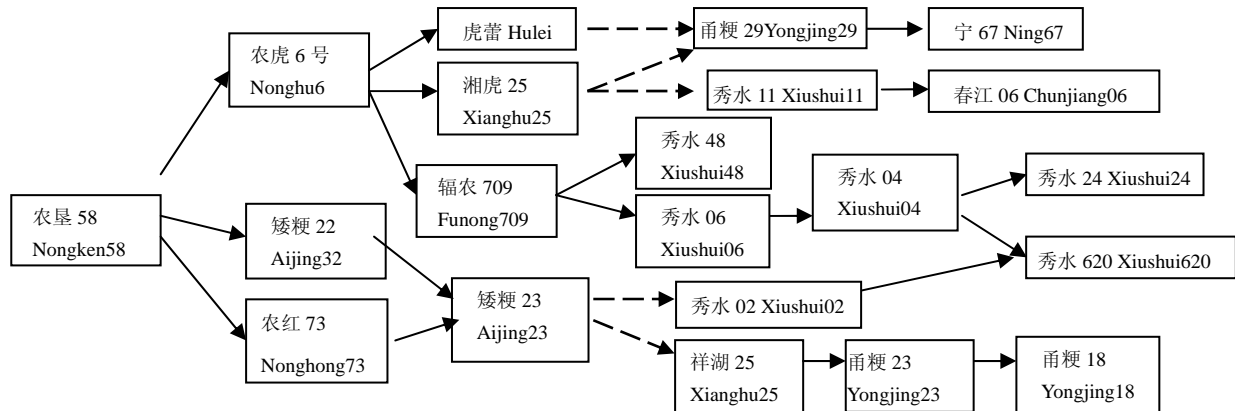 虎蕾 Hulei
甬粳 29Yongjing29
宁 67 Ning67
农虎 6 号
Nonghu6
湘虎 25
Xianghu25
秀水 11 Xiushui11
春江 06 Chunjiang06
秀水 48
Xiushui48
辐农 709
Funong709
秀水 04
Xiushui04
秀水 24 Xiushui24
农垦 58
Nongken58
矮粳 22
Aijing32
秀水 06
Xiushui06
秀水 620 Xiushui620
矮粳 23
Aijing23
秀水 02 Xiushui02
农红 73
Nonghong73
祥湖 25
Xianghu25
甬粳 23
Yongjing23
甬粳 18
Yongjing18